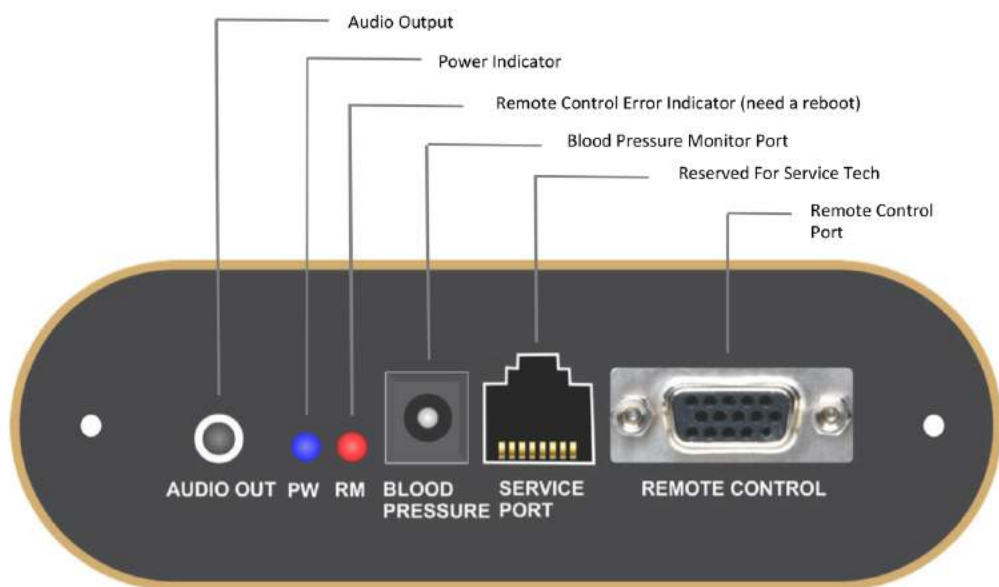 Audio Output
Power Indicator
Remote Control Error Indicator (need a reboot)
Blood Pressure Monitor Port
Reserved For Service Tech
Remote Control
Port
AUDIO OUT PW RM BLOOD
PRESSURE SERVICE
PORT REMOTE CONTROL